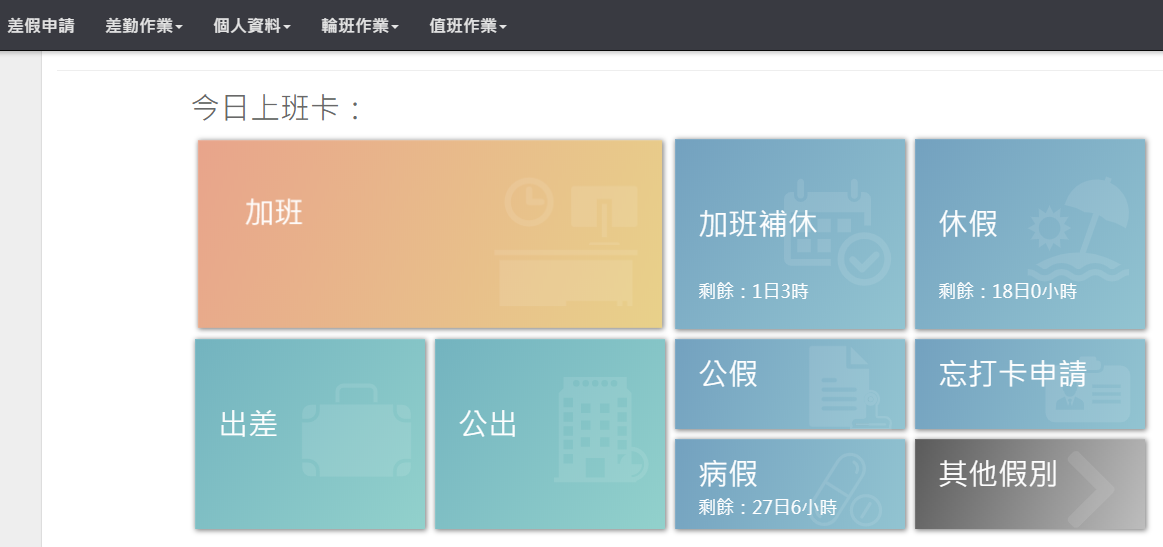 差假申請 差勤作業 個人資料 輪班作業 值班作業
今日上班卡：
加班
加班補休
剩餘：1日3時
休假
剩餘：18日0小時
出差
公出
公假
忘打卡申請
病假
剩餘：27日6小時
其他假別